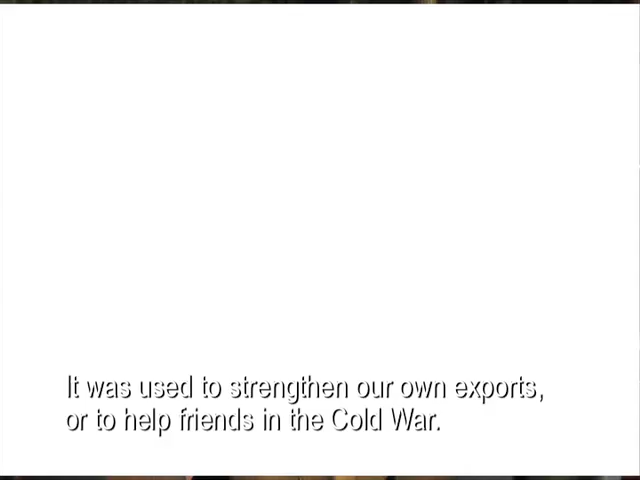 It was used to strengthen our own exports,
or to help friends in the Cold War.